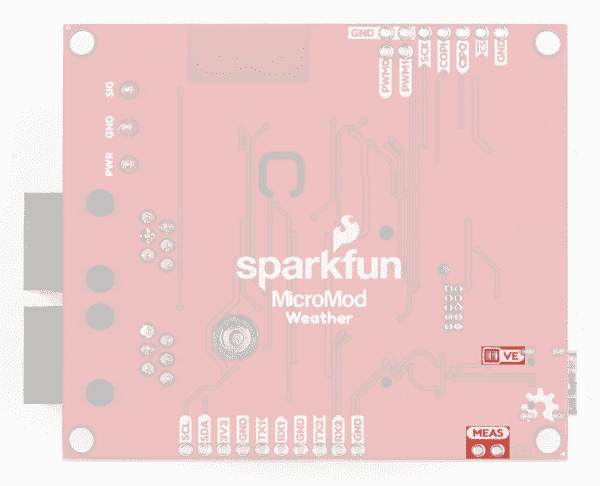 GND
PWM0
PWM1
SCK
COPI
CIPO
CS
GND
SIG
GND
PWR
sparkfun
MicroMod
Weather
VE
MEAS
SCL
SDA
3V3
GND
TX1
RX1
GND
TX2
RX2
GND